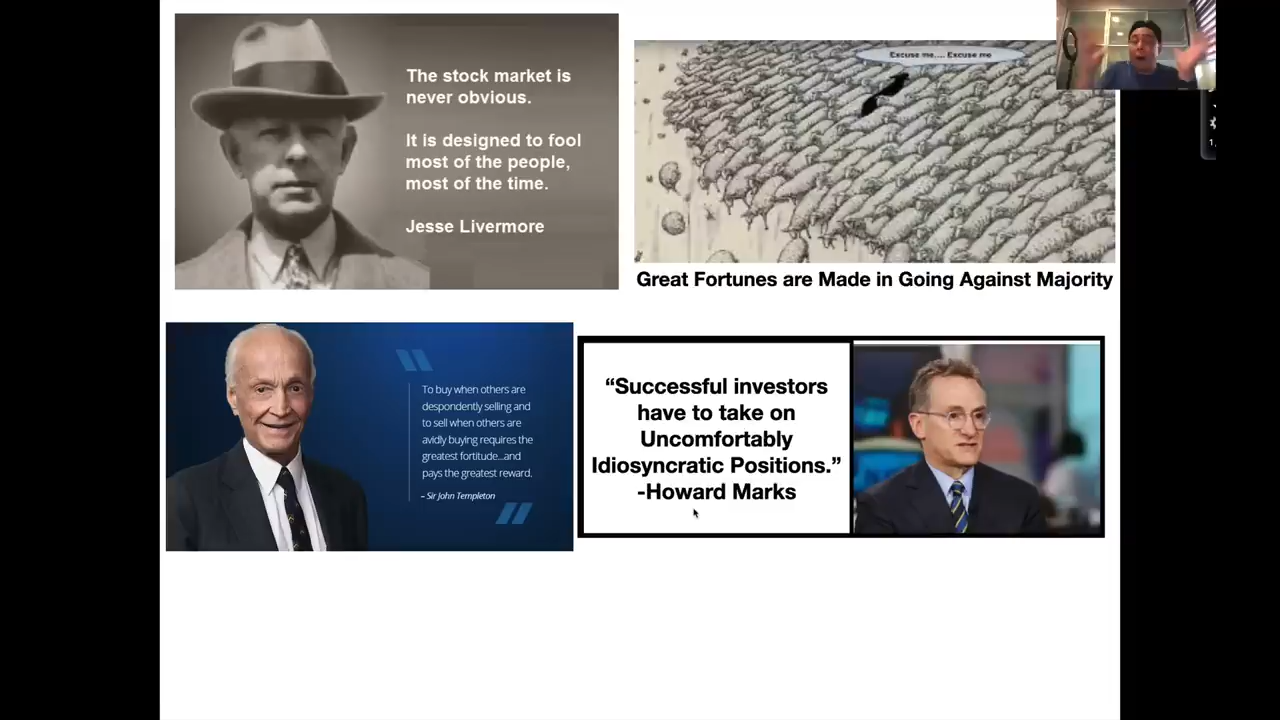 The stock market is
never obvious.
It is designed to fool
most of the people,
most of the time.
Jesse Livermore
Excuse me.... Excuse me
Great Fortunes are Made in Going Against Majority
To buy when others are
despondently selling and
to sell when others are
avidly buying requires the
greatest fortitude...and
pays the greatest reward.
– Sir John Templeton
“Successful investors
have to take on
Uncomfortably
Idiosyncratic Positions.”
-Howard Marks